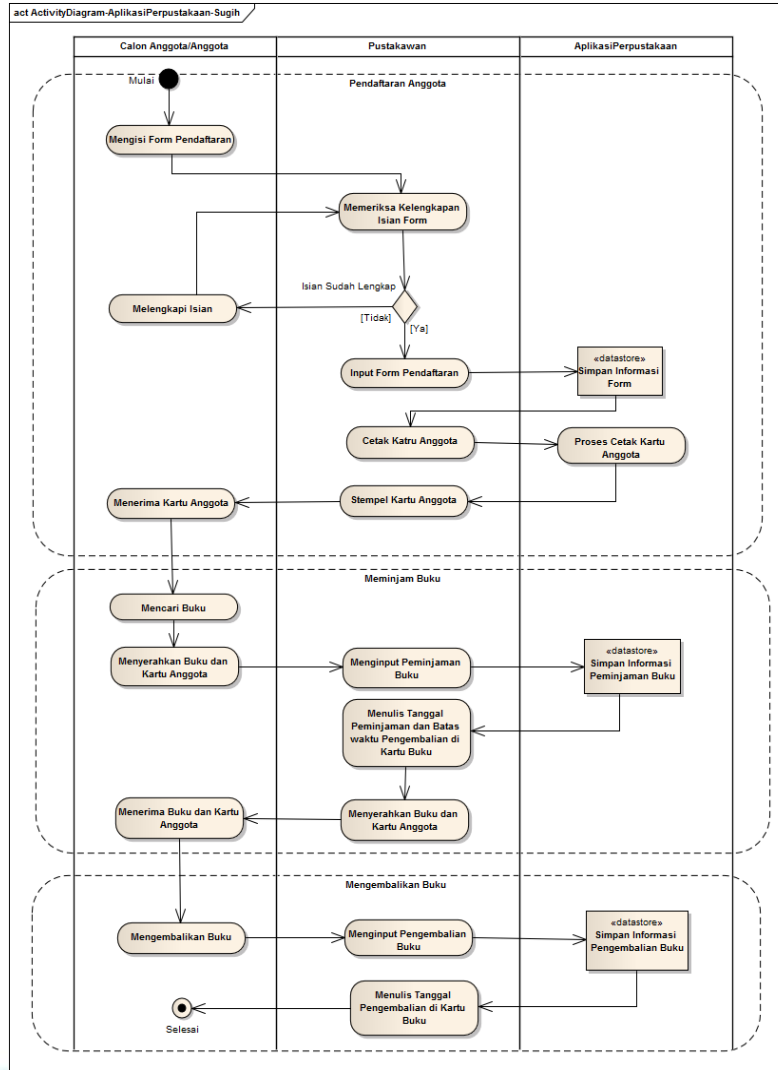 act ActivityDiagram-AplikasiPerpustakaan-Sugih
Calon Anggota/Anggota
Pustakawan
AplikasiPerpustakaan
Pendaftaran Anggota
Mulai
Mengisi Form Pendaftaran
Memeriksa Kelengkapan
Isian Form
Isian Sudah Lengkap
Melengkapi Isian
[Tidak]
[Ya]
Input Form Pendaftaran
«datastore»
Simpan Informasi
Form
Cetak Katru Anggota
Proses Cetak Kartu
Anggota
Stempel Kartu Anggota
Menerima Kartu Anggota
Meminjam Buku
Mencari Buku
Menyerahkan Buku dan
Kartu Anggota
Menginput Peminjaman
Buku
«datastore»
Simpan Informasi
Peminjaman Buku
Menulis Tanggal
Peminjaman dan Batas
waktu Pengembalian di
Kartu Buku
Menyerahkan Buku dan
Kartu Anggota
Menerima Buku dan Kartu
Anggota
Mengembalikan Buku
Mengembalikan Buku
Menginput Pengembalian
Buku
«datastore»
Simpan Informasi
Pengembalian Buku
Menulis Tanggal
Pengembalian di Kartu
Buku
Selesai